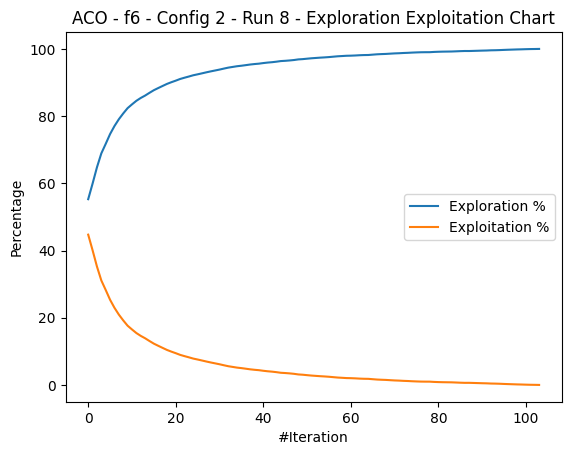 ACO - f6 - Config 2 - Run 8 - Exploration Exploitation Chart
100
80
60
40
20
0
Percentage
Exploration %
Exploitation %
0 20 40 60 80 100
#Iteration